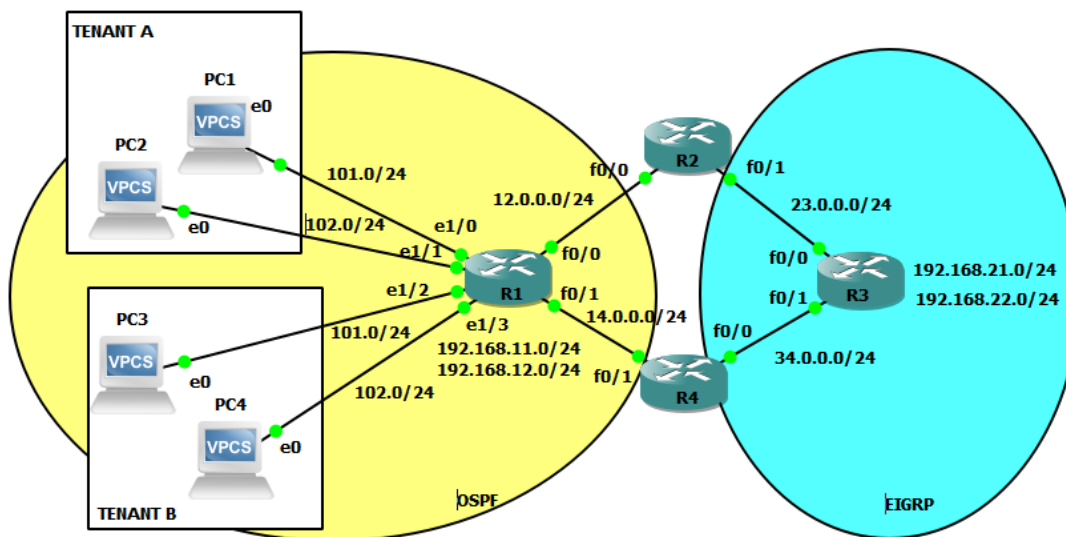 TENANT A
PC1
e0
VPCS
PC2
VPCS
e0
101.0/24
102.0/24
e1/0
e1/1
12.0.0.0/24
f0/0
R2
f0/1
23.0.0.0/24
f0/0
f0/0
R1
e1/2
f0/1
e1/3
14.0.0.0/24
f0/0
f0/1
R3
192.168.21.0/24
192.168.22.0/24
PC3
VPCS
e0
101.0/24
192.168.11.0/24
192.168.12.0/24
f0/1
R4
34.0.0.0/24
102.0/24
PC4
VPCS
e0
TENANT B
OSPF
EIGRP